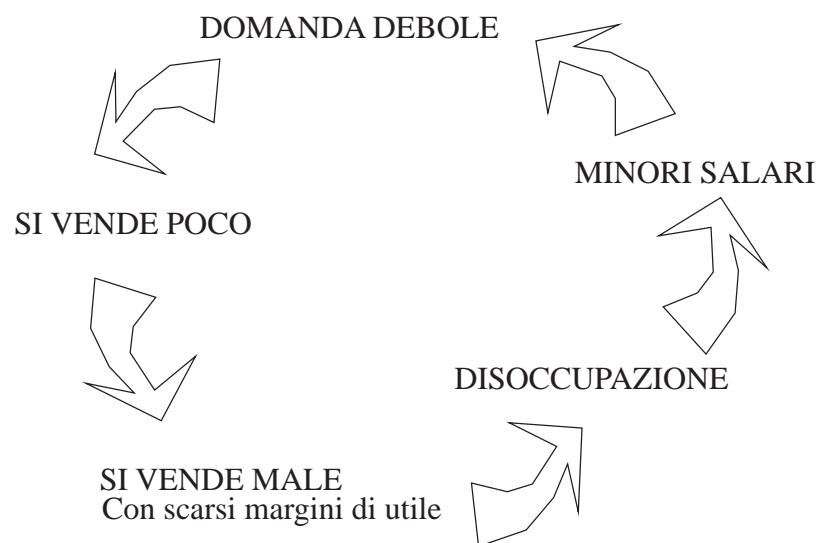 DOMANDA DEBOLE
MINORI SALARI
SI VENDE POCO
DISOCCUPAZIONE
SI VENDE MALE
Con scarsi margini di utile